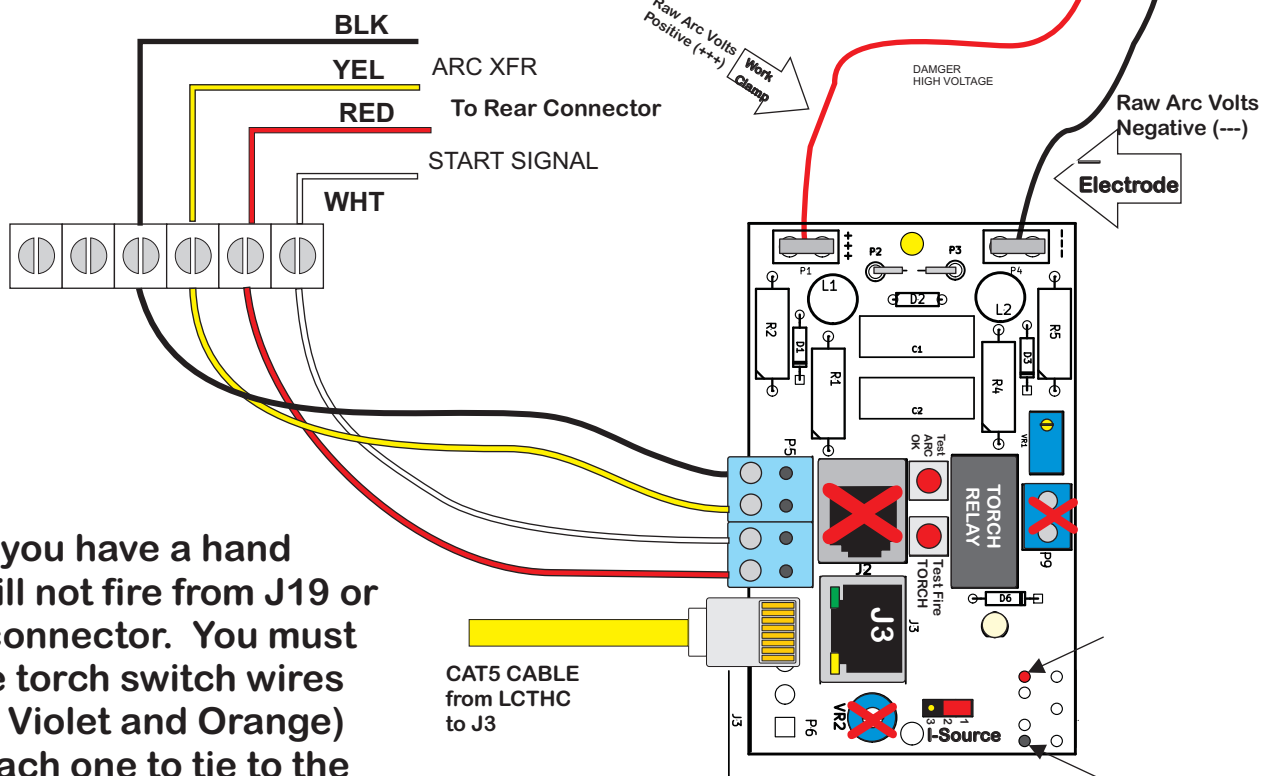 BLK
YEL
ARC XFR
RED
To Rear Connector
START SIGNAL
WHT
Raw Arc Volts
Positive (+++)
Work
Clamp
DAMGER
HIGH VOLTAGE
Raw Arc Volts
Negative (---)
Electrode
+++
---
P1
P2
P3
P4
L1
D2
L2
R2
D1
R1
C1
C2
R4
D3
R5
VR1
P5
Test
ARC
OK
TORCH
RELAY
J2
Test Fire
TORCH
P9
D6
J3
J3
VR2
P6
J3
3 2 1
I-Source
you have a hand
ill not fire from J19 or
connector. You must
e torch switch wires
Violet and Orange)
ach one to tie to the
CAT5 CABLE
from LCTHC
to J3